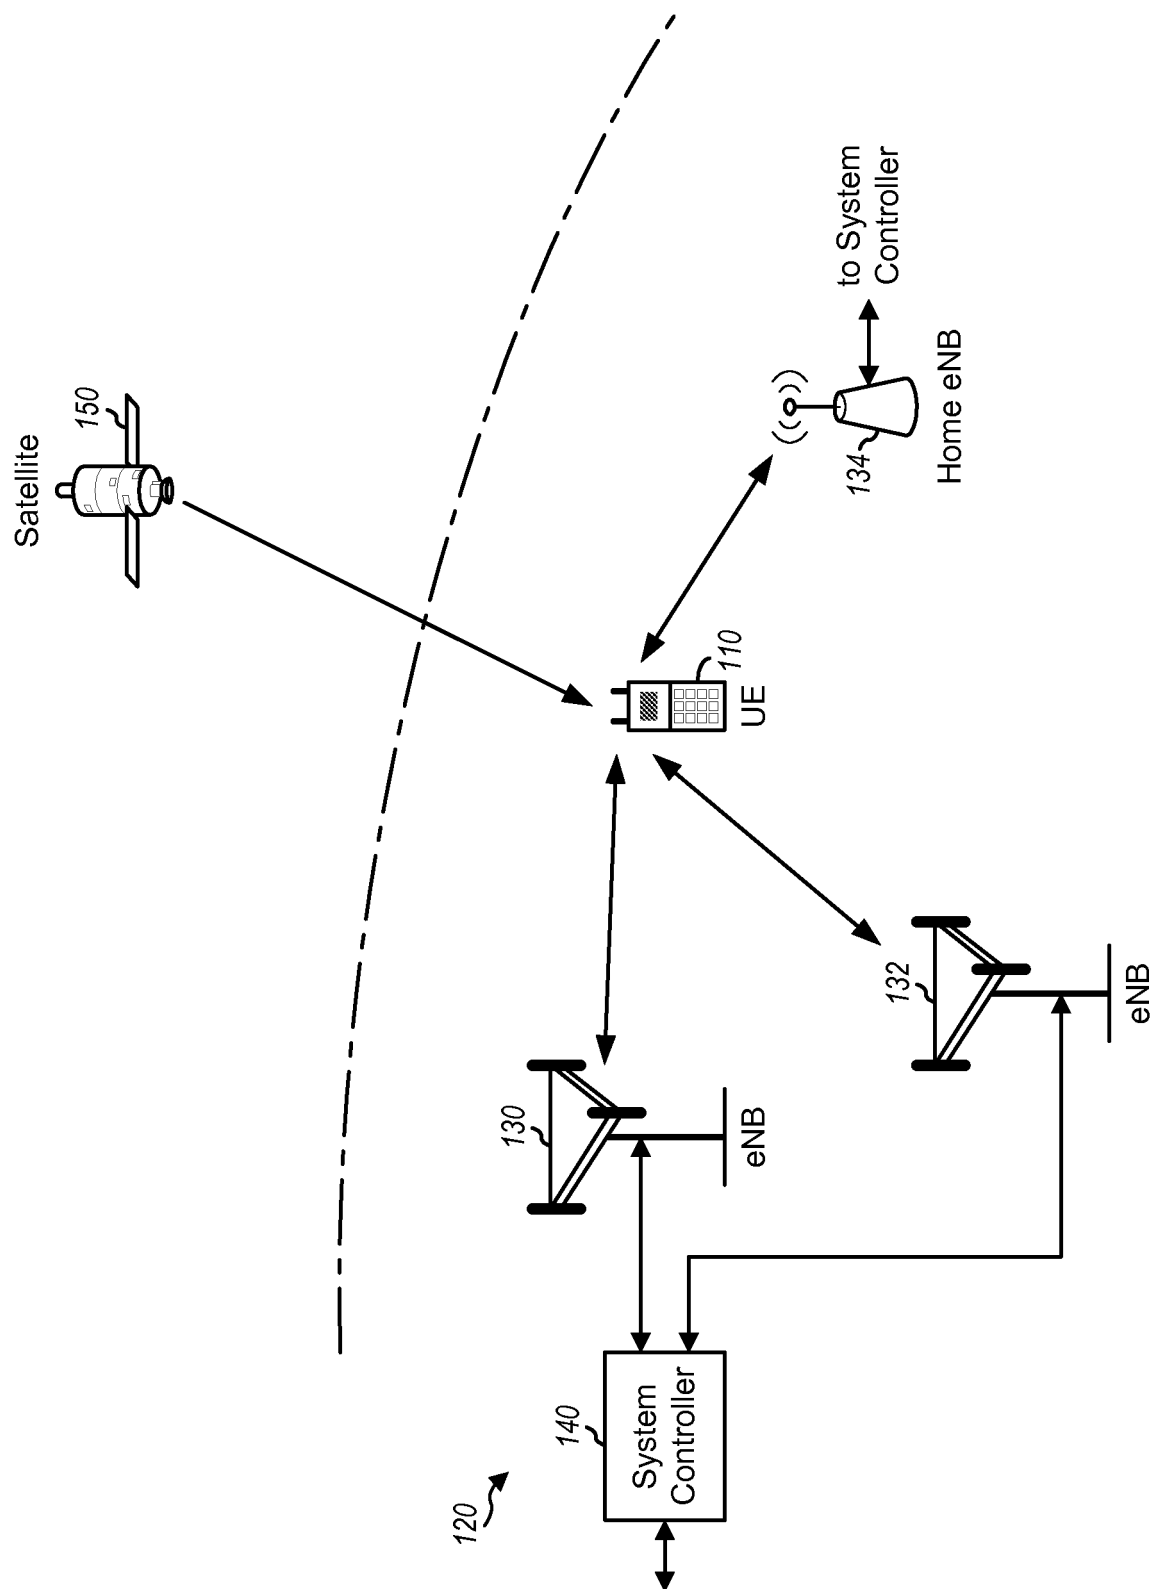 Satellite
150
120
140
System
Controller
130
eNB
110
UE
132
eNB
134
Home eNB
to System
Controller